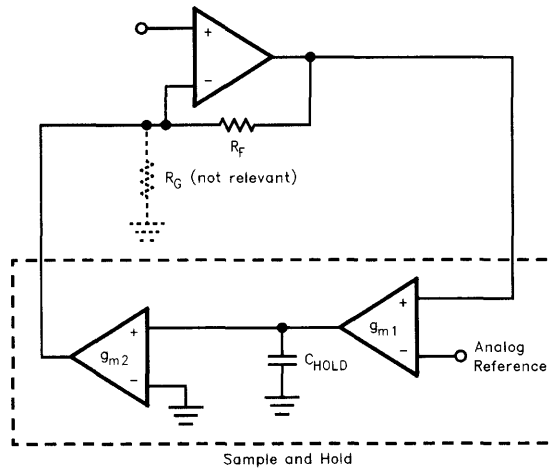 +
−
R_F
R_G (not relevant)
+
g_m1
−
Analog
Reference
+
g_m2
−
C_HOLD
Sample and Hold